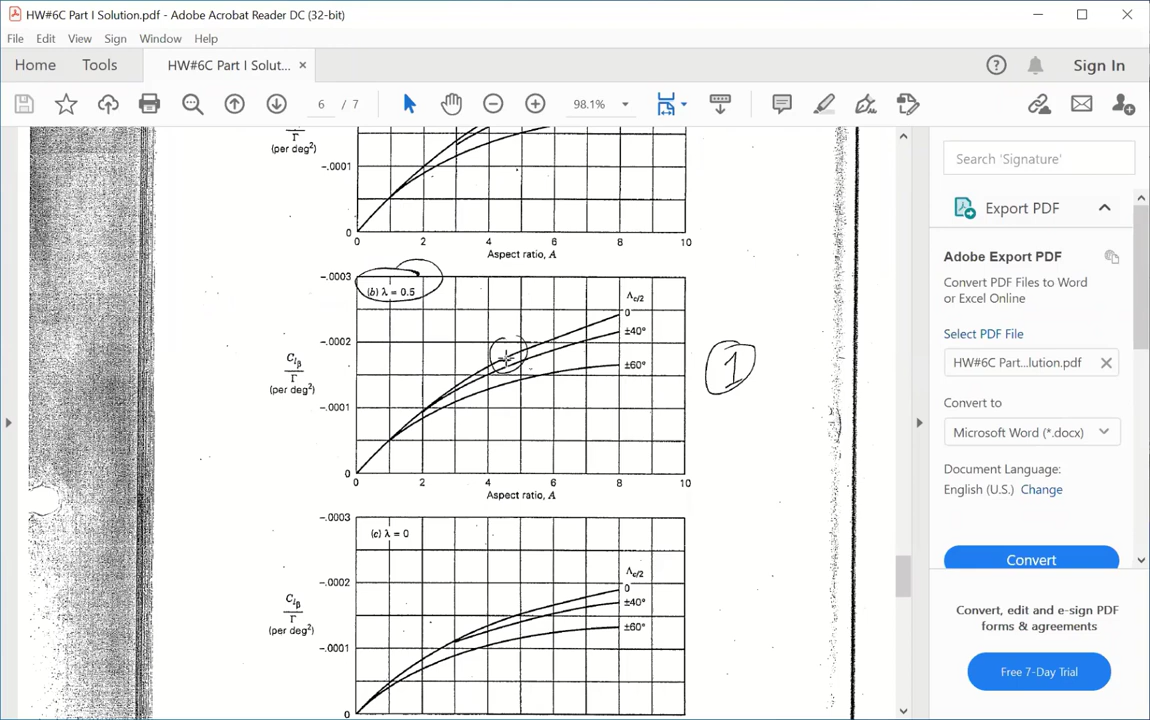 HW#6C Part I Solution.pdf - Adobe Acrobat Reader DC (32-bit)
File Edit View Sign Window Help
Home Tools HW#6C Part I Solut... × Sign In
6 / 7 98.1%
Γ
(per deg²)
-.0001
0
0 2 4 6 8 10
Aspect ratio, A
-.0003
(b) λ = 0.5
Λc/2
0
±40°
-.0002
Clβ
Γ
(per deg²)
±60°
1
-.0001
0
0 2 4 6 8 10
Aspect ratio, A
-.0003
(c) λ = 0
Λc/2
0
-.0002
±40°
Clβ
Γ
(per deg²)
±60°
-.0001
0
Search 'Signature'
Export PDF
Adobe Export PDF
Convert PDF Files to Word
or Excel Online
Select PDF File
HW#6C Part...lution.pdf
Convert to
Microsoft Word (*.docx)
Document Language:
English (U.S.) Change
Convert
Convert, edit and e-sign PDF
forms & agreements
Free 7-Day Trial